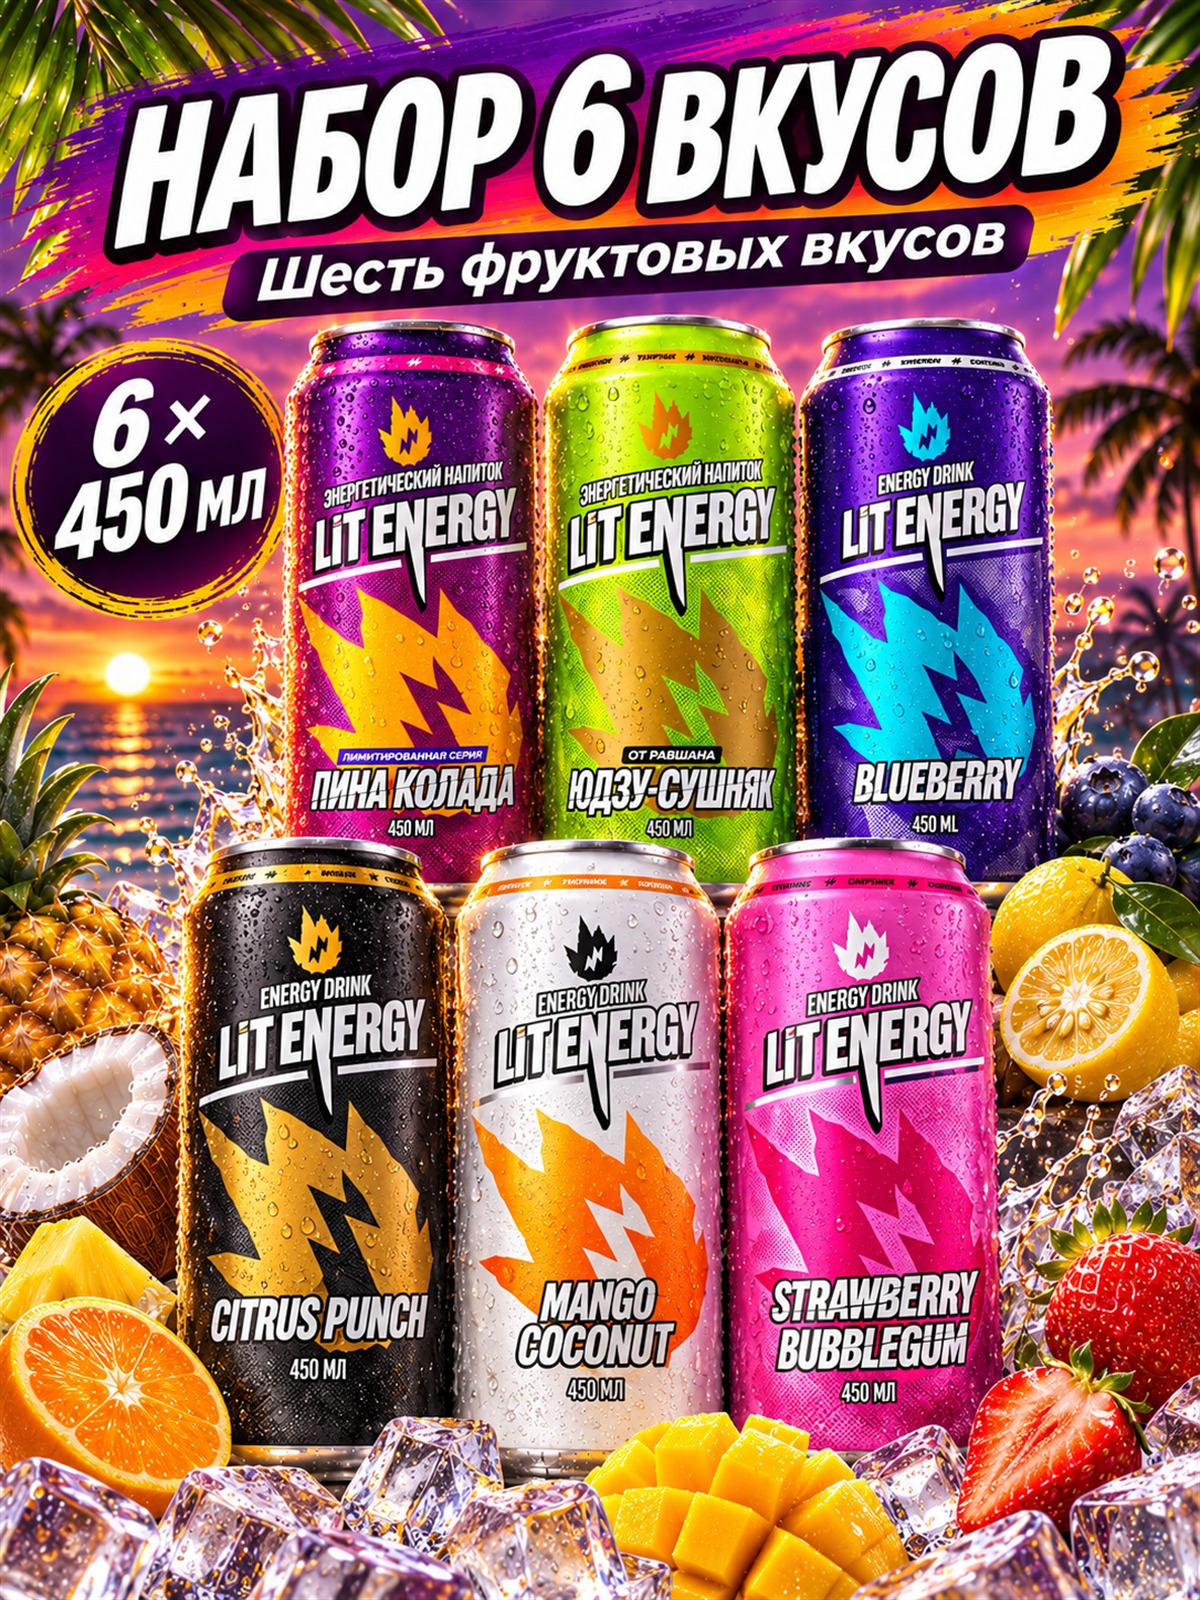 НАБОР 6 ВКУСОВ
Шесть фруктовых вкусов
6 ×
450 МЛ
ЭНЕРГЕТИЧЕСКИЙ НАПИТОК
LIT ENERGY
ЛИМИТИРОВАННАЯ СЕРИЯ
ПИНА КОЛАДА
450 МЛ
ЭНЕРГЕТИЧЕСКИЙ НАПИТОК
LIT ENERGY
ОТ РАВШАНА
ЮДЗУ-СУШНЯК
450 МЛ
ENERGY DRINK
LIT ENERGY
BLUEBERRY
450 ML
ENERGY DRINK
LIT ENERGY
CITRUS PUNCH
450 МЛ
ENERGY DRINK
LIT ENERGY
MANGO
COCONUT
450 МЛ
ENERGY DRINK
LIT ENERGY
STRAWBERRY
BUBBLEGUM
450 МЛ